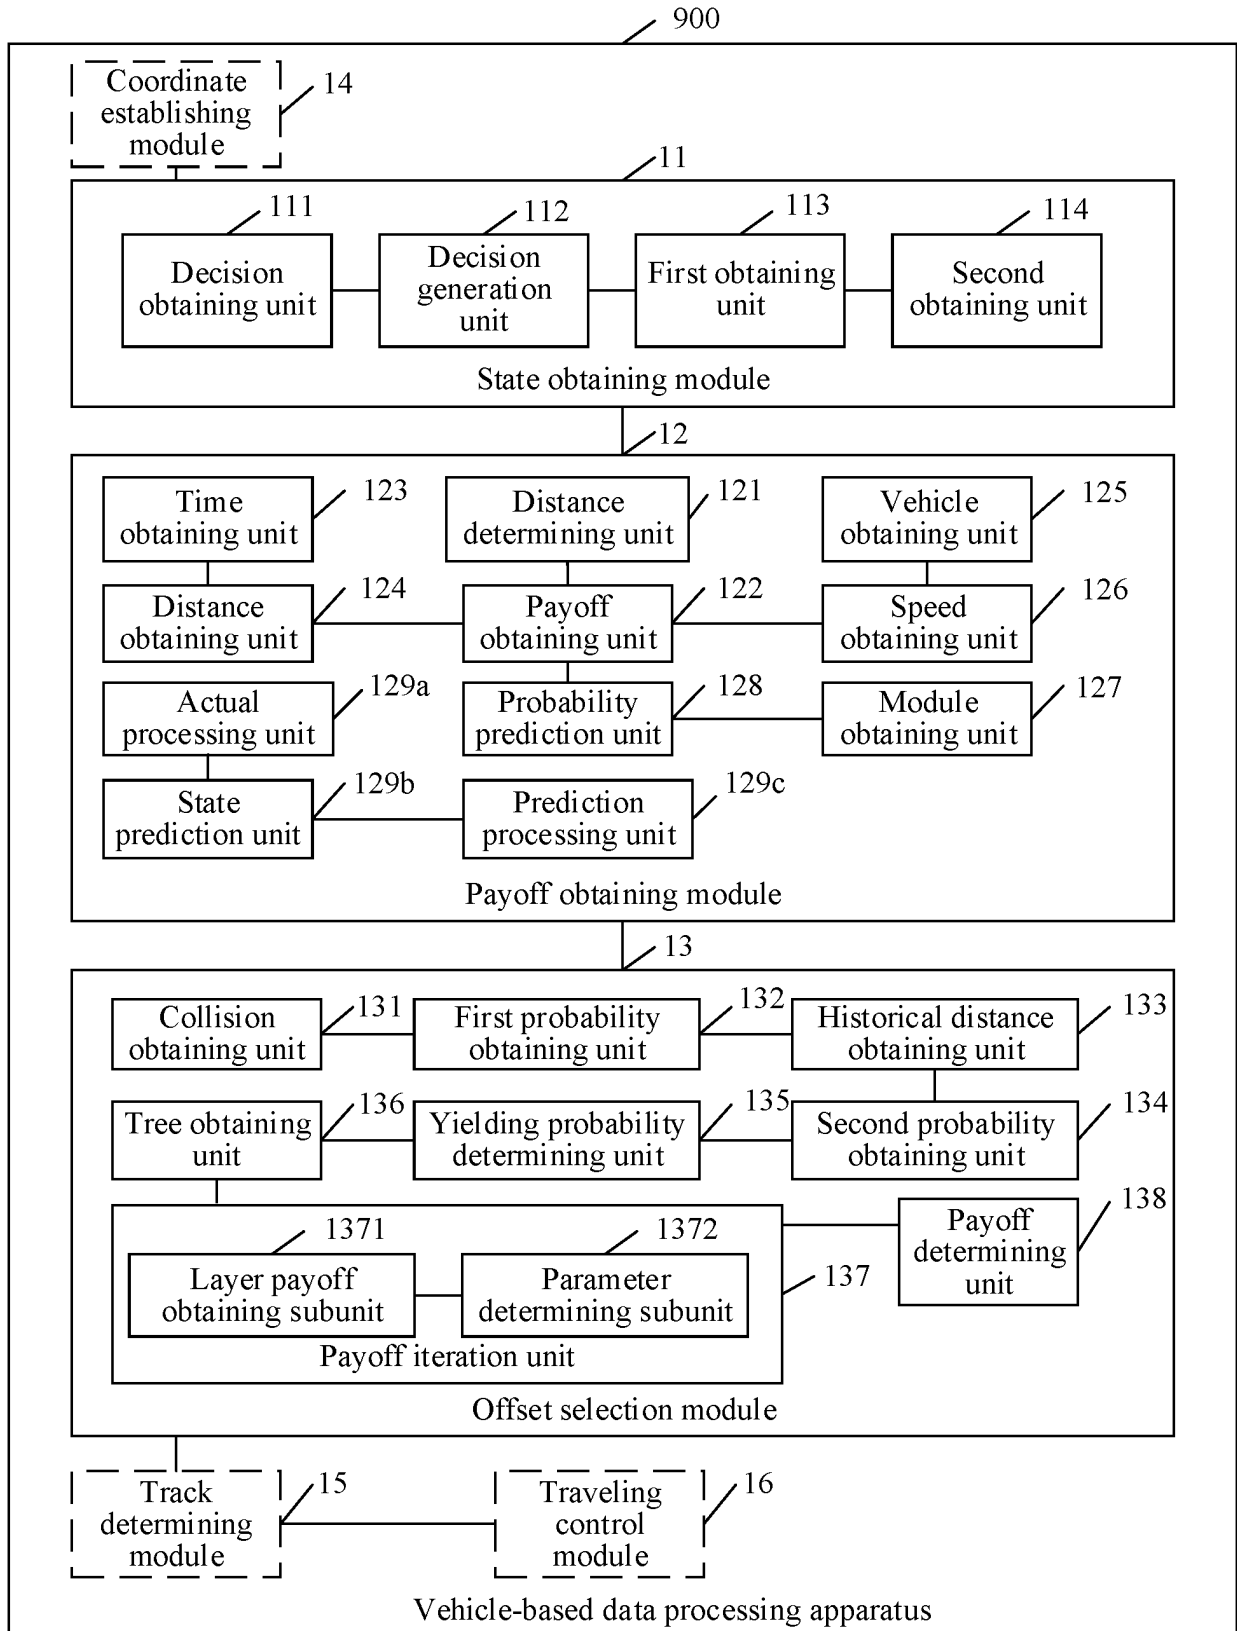 900
Coordinate
establishing
module
14
11
111
112
113
114
Decision
obtaining unit
Decision
generation
unit
First obtaining
unit
Second
obtaining unit
State obtaining module
12
Time
obtaining unit
123
Distance
determining unit
121
Vehicle
obtaining unit
125
Distance
obtaining unit
124
Payoff
obtaining unit
122
Speed
obtaining unit
126
Actual
processing unit
129a
Probability
prediction unit
128
Module
obtaining unit
127
State
prediction unit
129b
Prediction
processing unit
129c
Payoff obtaining module
13
Collision
obtaining unit
131
First probability
obtaining unit
132
Historical distance
obtaining unit
133
Tree obtaining
unit
136
Yielding probability
determining unit
135
Second probability
obtaining unit
134
1371
Layer payoff
obtaining subunit
1372
Parameter
determining subunit
Payoff iteration unit
137
Payoff
determining
unit
138
Offset selection module
Track
determining
module
15
Traveling
control
module
16
Vehicle-based data processing apparatus